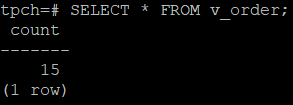 tpch=# SELECT * FROM v_order;
 count
-------
    15
(1 row)